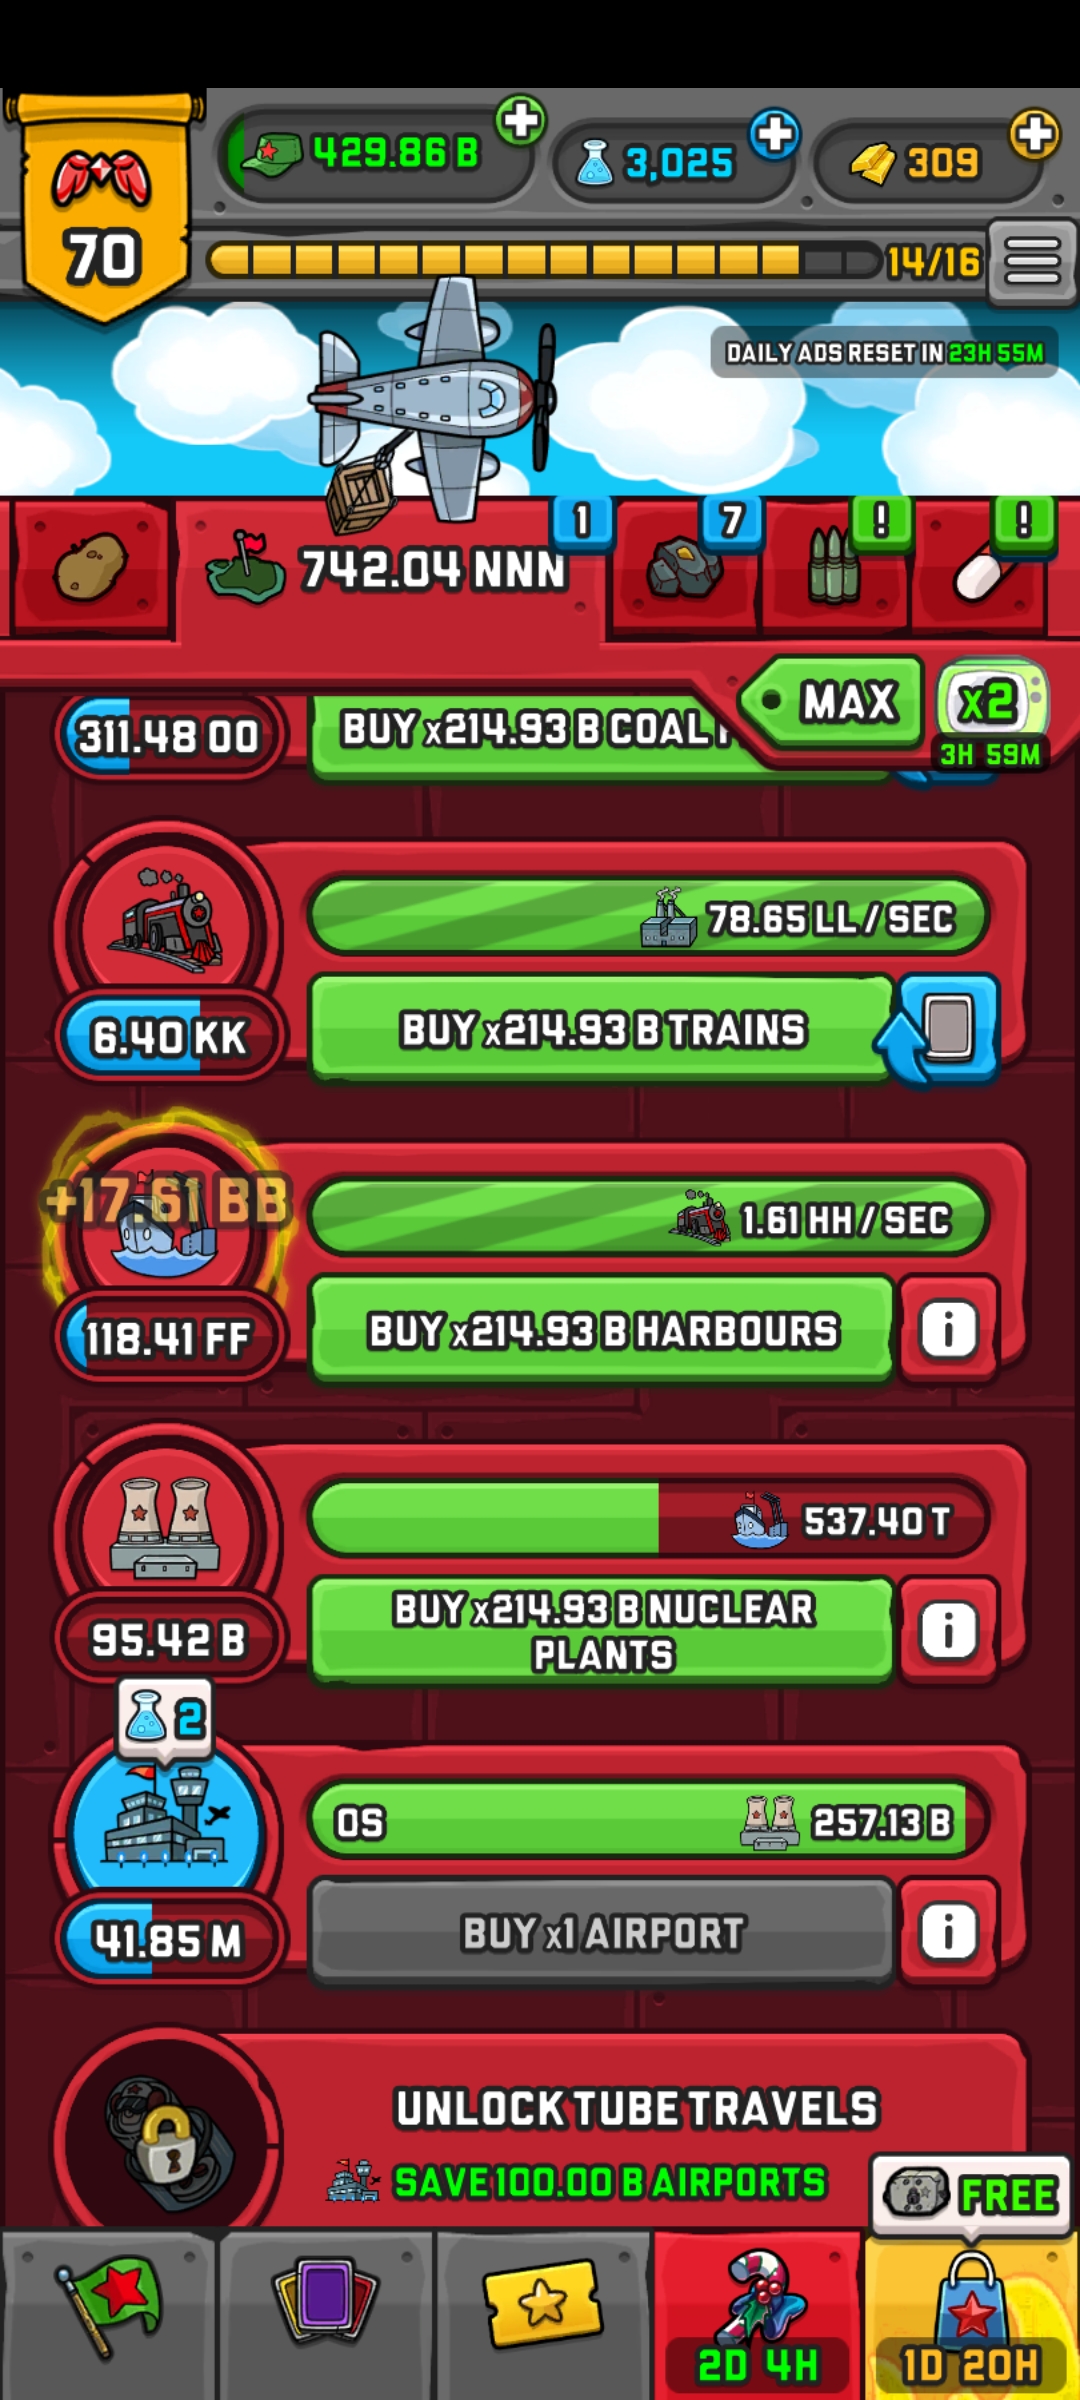 429.86 B
3,025
309
70
14/16
DAILY ADS RESET IN 23H 55M
742.04 NNN
1
7
!
!
MAX
x2
3H 59M
311.48 OO
BUY x214.93 B COAL
78.65 LL / SEC
6.40 KK
BUY x214.93 B TRAINS
+17.61 BB
1.61 HH / SEC
118.41 FF
BUY x214.93 B HARBOURS
i
537.40 T
95.42 B
BUY x214.93 B NUCLEAR
PLANTS
i
2
0S
257.13 B
41.85 M
BUY x1 AIRPORT
i
UNLOCK TUBE TRAVELS
SAVE 100.00 B AIRPORTS
FREE
2D 4H
1D 20H